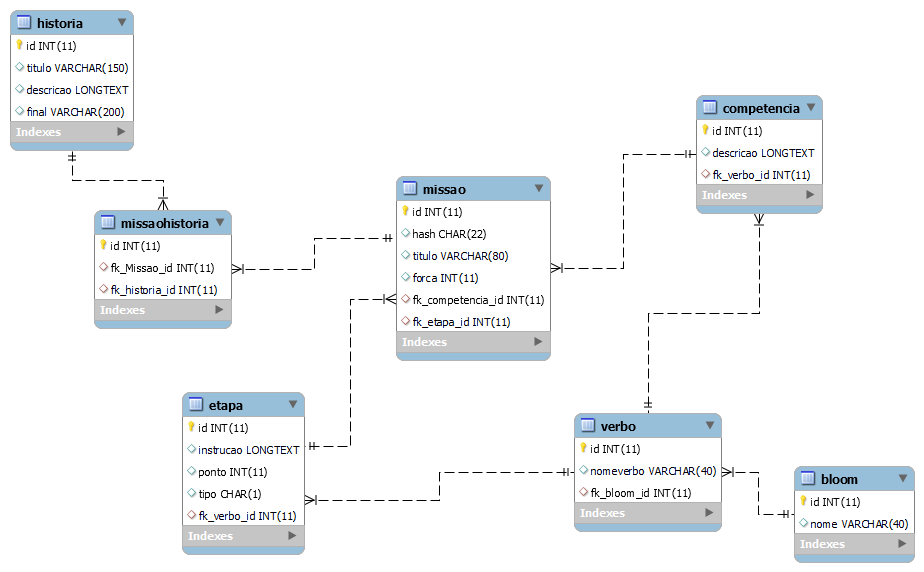 historia
id INT(11)
titulo VARCHAR(150)
descricao LONGTEXT
final VARCHAR(200)
Indexes
missaohistoria
id INT(11)
fk_Missao_id INT(11)
fk_historia_id INT(11)
Indexes
missao
id INT(11)
hash CHAR(22)
titulo VARCHAR(80)
forca INT(11)
fk_competencia_id INT(11)
fk_etapa_id INT(11)
Indexes
competencia
id INT(11)
descricao LONGTEXT
fk_verbo_id INT(11)
Indexes
etapa
id INT(11)
instrucao LONGTEXT
ponto INT(11)
tipo CHAR(1)
fk_verbo_id INT(11)
Indexes
verbo
id INT(11)
nomeverbo VARCHAR(40)
fk_bloom_id INT(11)
Indexes
bloom
id INT(11)
nome VARCHAR(40)
Indexes